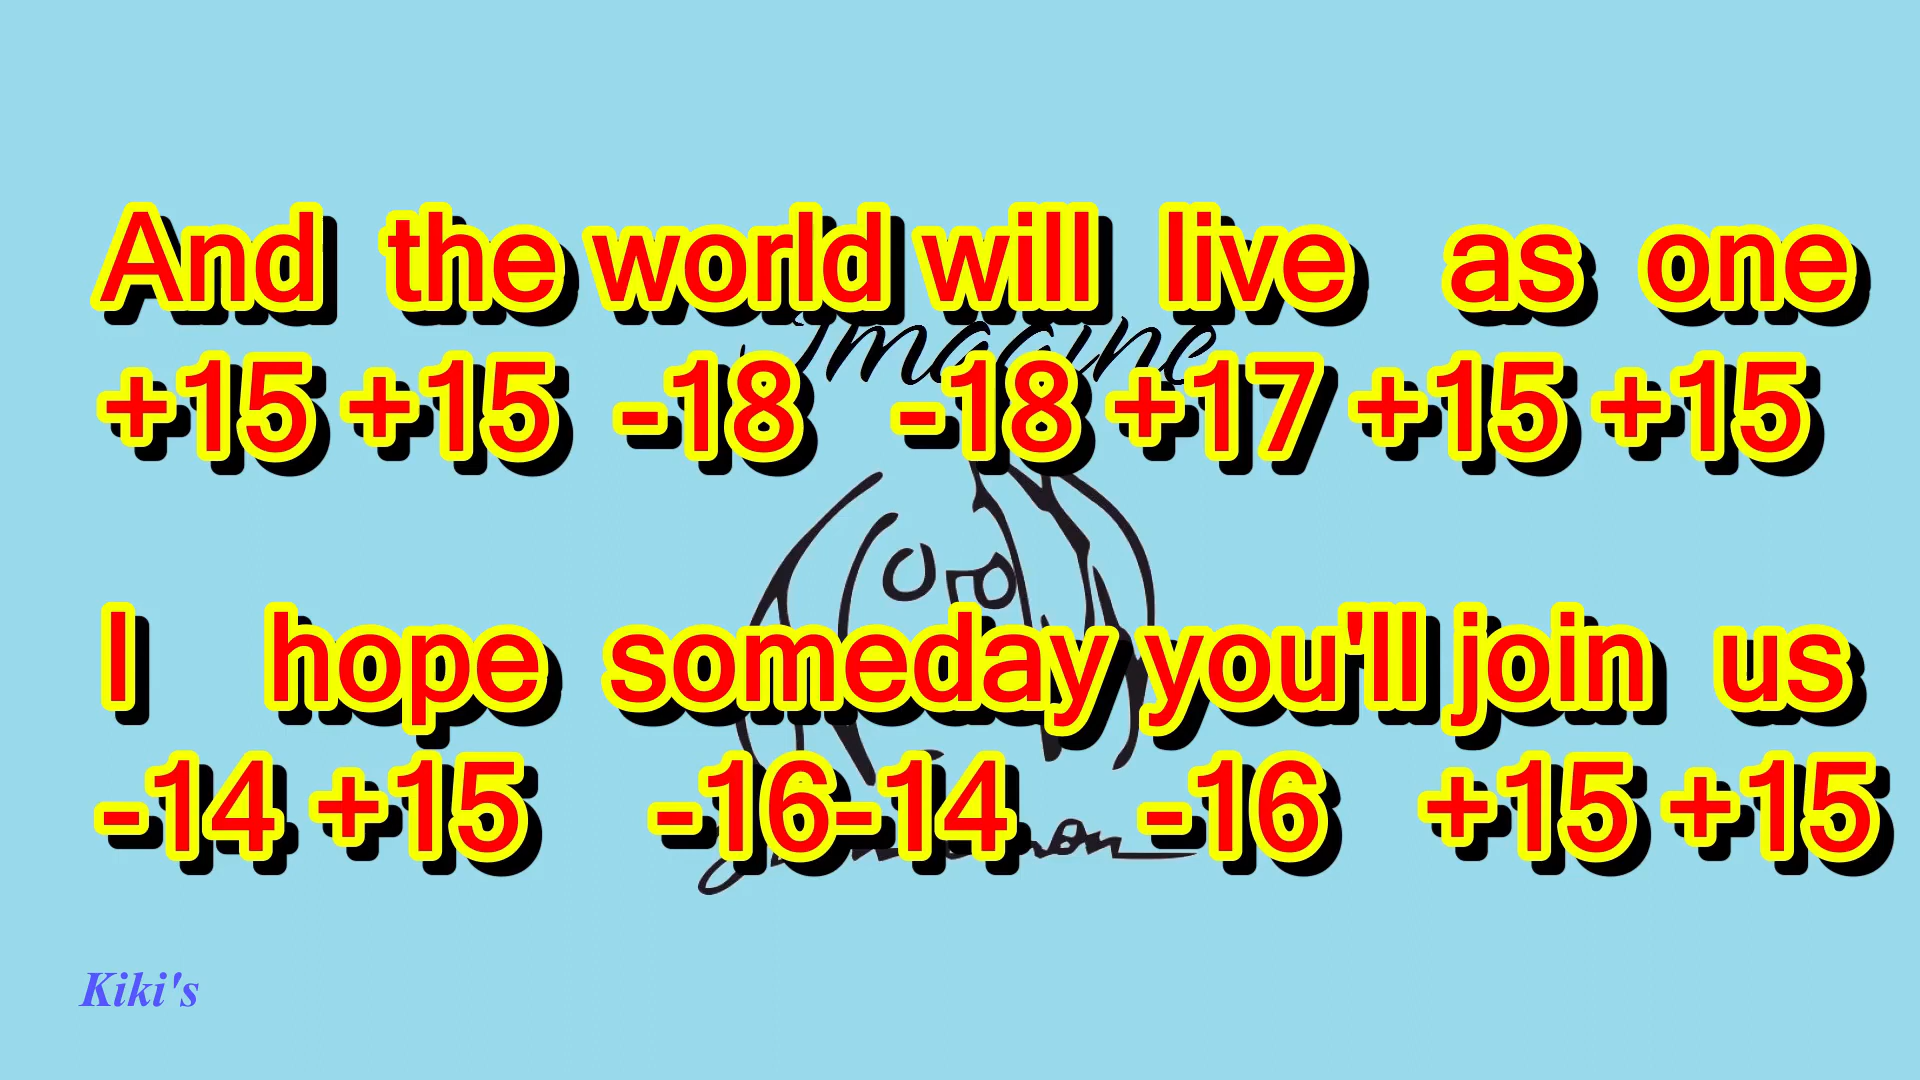 And the world will live as one
Imagine
+15 +15 -18 -18 +17 +15 +15
I hope someday you'll join us
-14 +15 -16-14 -16 +15 +15
Kiki's